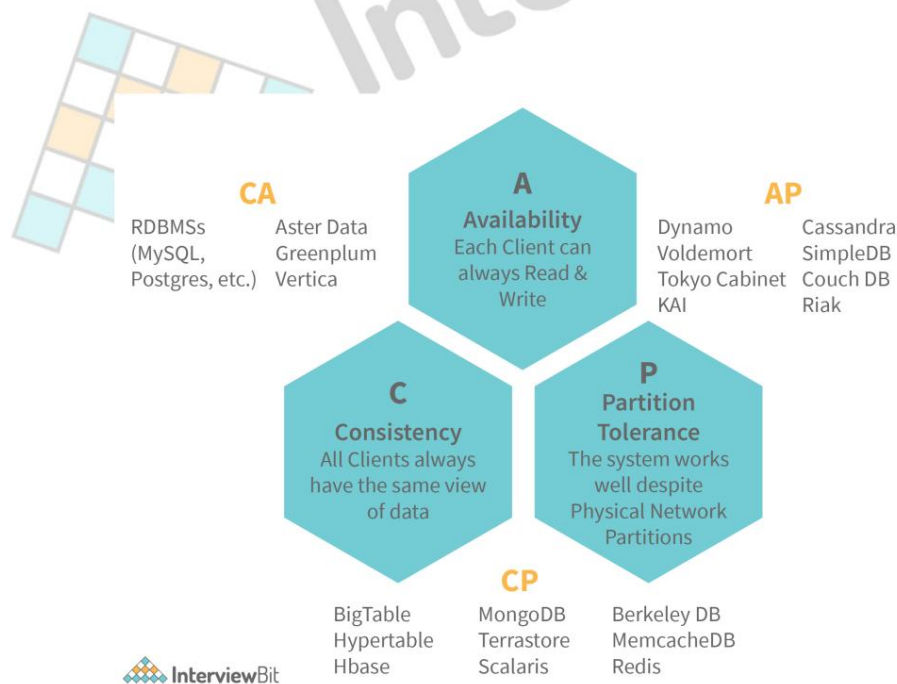 Inte
CA
RDBMSs
(MySQL,
Postgres, etc.)
Aster Data
Greenplum
Vertica
A
Availability
Each Client can
always Read &
Write
AP
Dynamo
Voldemort
Tokyo Cabinet
KAI
Cassandra
SimpleDB
Couch DB
Riak
C
Consistency
All Clients always
have the same view
of data
P
Partition
Tolerance
The system works
well despite
Physical Network
Partitions
CP
BigTable
Hypertable
Hbase
MongoDB
Terrastore
Scalaris
Berkeley DB
MemcacheDB
Redis
InterviewBit